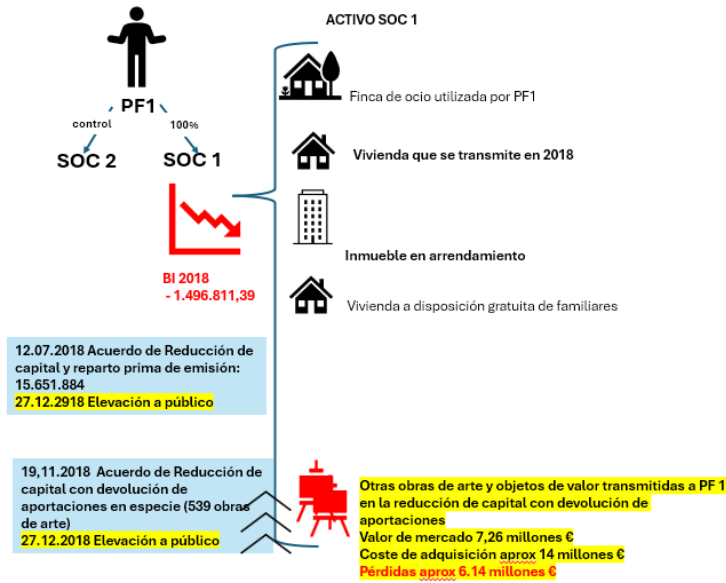 ACTIVO SOC 1
PF1
control
100%
SOC 2
SOC 1
Finca de ocio utilizada por PF1
Vivienda que se transmite en 2018
Inmueble en arrendamiento
BI 2018
- 1.496.811,39
Vivienda a disposición gratuita de familiares
12.07.2018 Acuerdo de Reducción de
capital y reparto prima de emisión:
15.651.884
27.12.2918 Elevación a público
19,11.2018 Acuerdo de Reducción de
capital con devolución de
aportaciones en especie (539 obras
de arte)
27.12.2018 Elevación a público
Otras obras de arte y objetos de valor transmitidas a PF 1
en la reducción de capital con devolución de
aportaciones
Valor de mercado 7,26 millones €
Coste de adquisición aprox 14 millones €
Pérdidas aprox 6.14 millones €